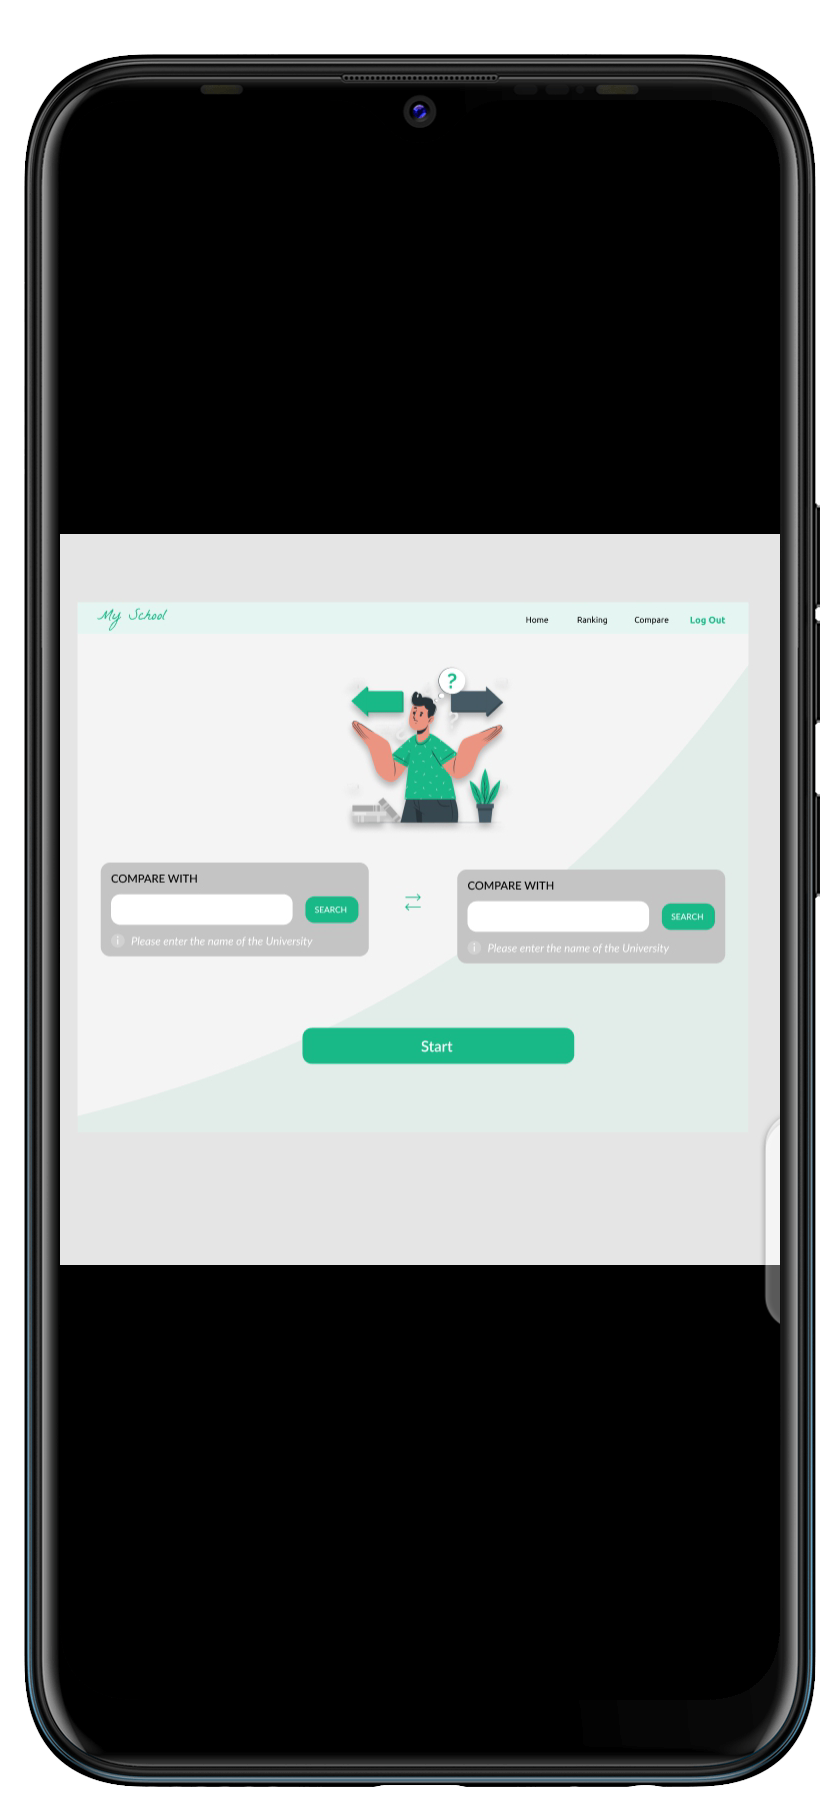 My School
Home Ranking Compare Log Out
?
COMPARE WITH
SEARCH
Please enter the name of the University
COMPARE WITH
SEARCH
Please enter the name of the University
Start